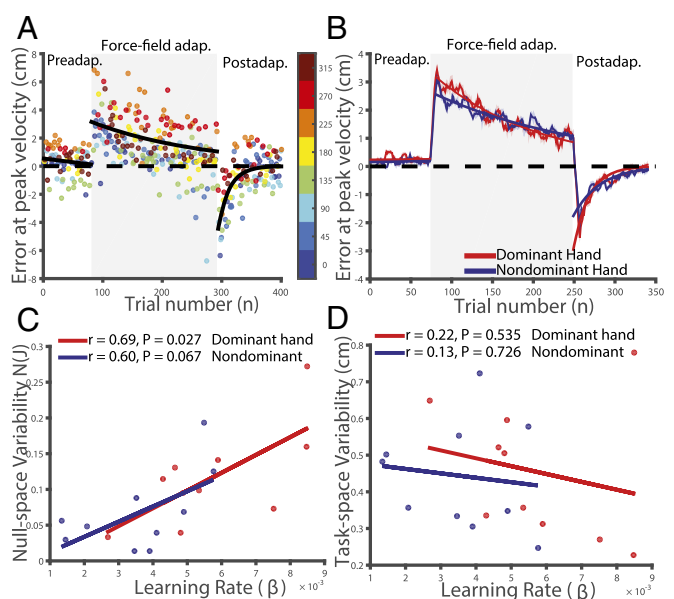 A
Force-field adap.
Preadap.
Postadap.
Error at peak velocity (cm)
8
6
4
2
0
-2
-4
-6
-8
0 100 200 300 400
Trial number (n)
315
270
225
180
135
90
45
0
B
Force-field adap.
Preadap.
Postadap.
Error at peak velocity (cm)
4
3
2
1
0
-1
-2
-3
-4
Dominant Hand
Nondominant Hand
0 50 100 150 200 250 300 350
Trial number (n)
C
r = 0.69, P = 0.027 Dominant hand
r = 0.60, P = 0.067 Nondominant
Null-space Variability N(J)
0.3
0.25
0.2
0.15
0.1
0.05
0
1 2 3 4 5 6 7 8 9
Learning Rate ( β ) × 10⁻³
D
r = 0.22, P = 0.535 Dominant hand
r = 0.13, P = 0.726 Nondominant
Task-space Variability (cm)
0.8
0.7
0.6
0.5
0.4
0.3
0.2
1 2 3 4 5 6 7 8 9
Learning Rate ( β ) × 10⁻³